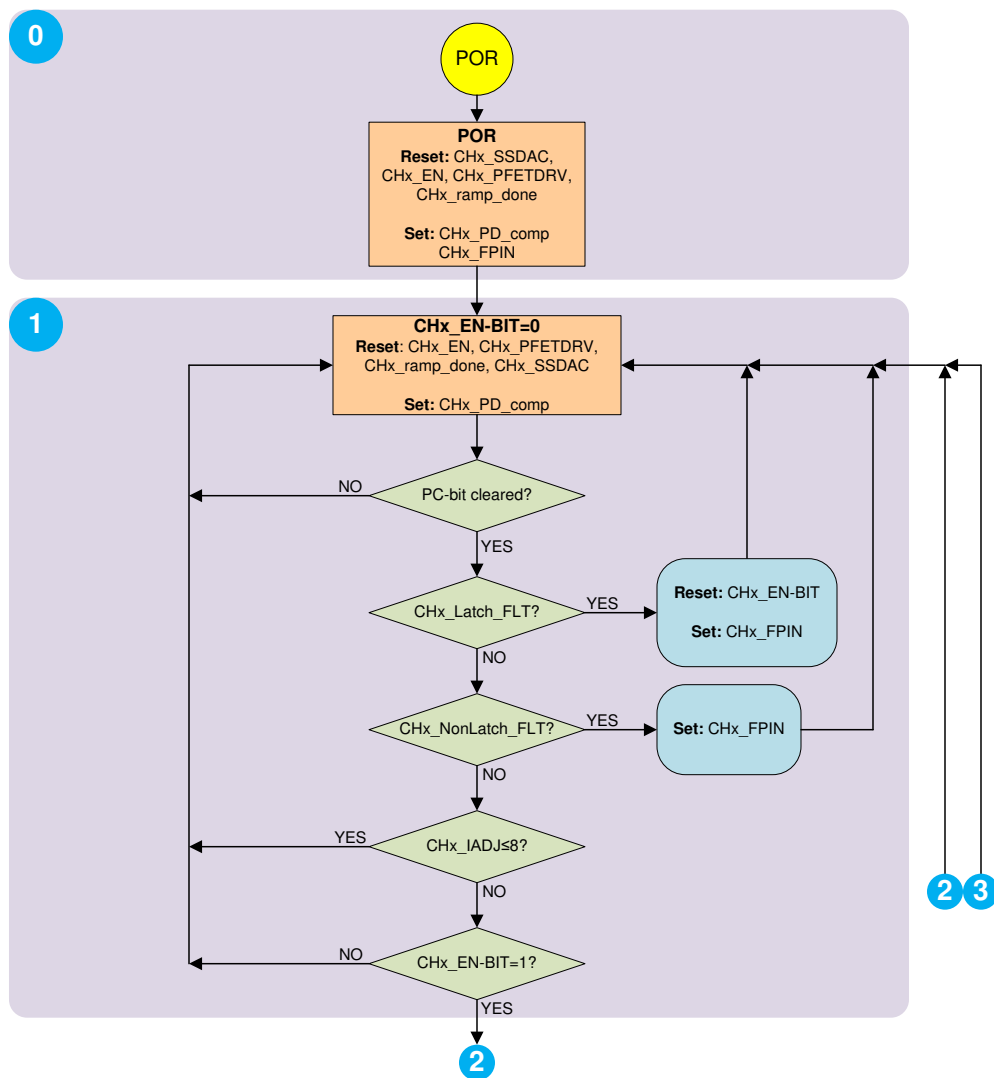 0
POR
POR
Reset: CHx_SSDAC,
CHx_EN, CHx_PFETDRV,
CHx_ramp_done
Set: CHx_PD_comp
CHx_FPIN
1
CHx_EN-BIT=0
Reset: CHx_EN, CHx_PFETDRV,
CHx_ramp_done, CHx_SSDAC
Set: CHx_PD_comp
NO
PC-bit cleared?
YES
CHx_Latch_FLT?
YES
Reset: CHx_EN-BIT
Set: CHx_FPIN
NO
CHx_NonLatch_FLT?
YES
Set: CHx_FPIN
NO
YES
CHx_IADJ≤8?
NO
2
3
NO
CHx_EN-BIT=1?
YES
2